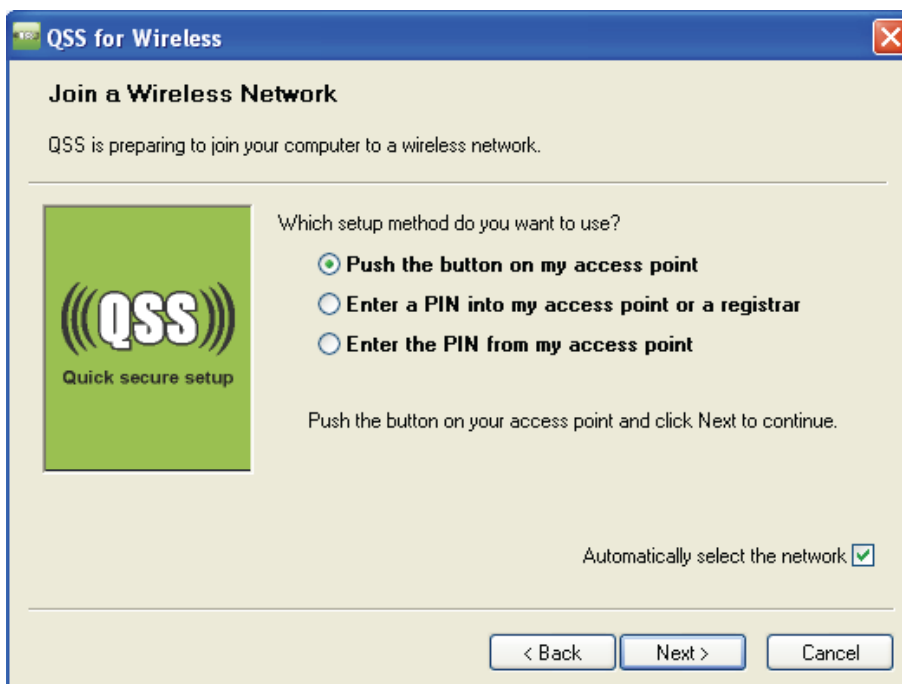 QSS for Wireless
Join a Wireless Network
QSS is preparing to join your computer to a wireless network.
Which setup method do you want to use?
Push the button on my access point
Enter a PIN into my access point or a registrar
Enter the PIN from my access point
(((QSS)))
Quick secure setup
Push the button on your access point and click Next to continue.
Automatically select the network
< Back
Next >
Cancel